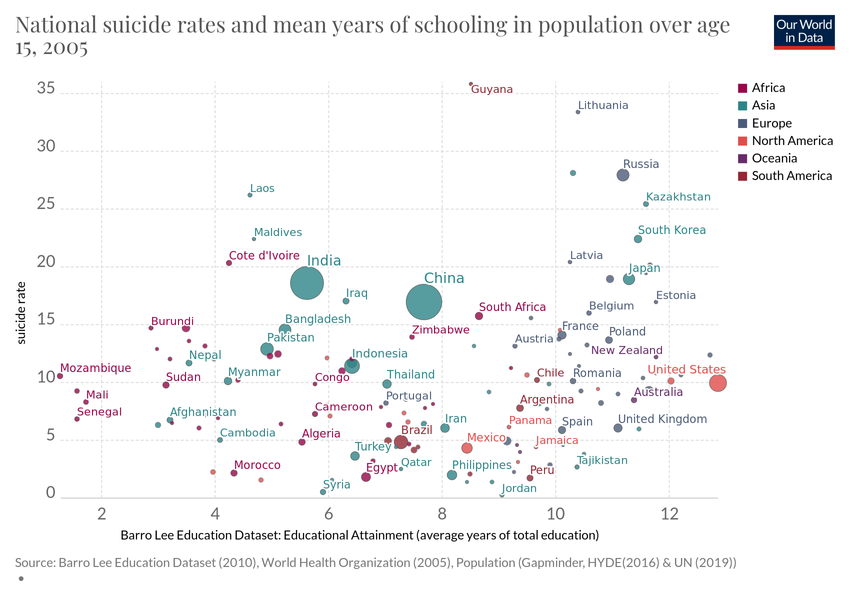 National suicide rates and mean years of schooling in population over age
15, 2005
Our World
in Data
Africa
Asia
Europe
North America
Oceania
South America
35
30
25
20
15
10
5
0
suicide rate
Guyana
Lithuania
Russia
Laos
Kazakhstan
Maldives
South Korea
Cote d'Ivoire
India
Latvia
Japan
China
Iraq
Estonia
South Africa
Belgium
Burundi
Bangladesh
Zimbabwe
France
Poland
Pakistan
Austria
Nepal
Indonesia
New Zealand
Mozambique
Myanmar
Sudan
Congo
Thailand
Chile
Romania
United States
Mali
Portugal
Australia
Senegal
Afghanistan
Cameroon
Argentina
Cambodia
Algeria
Brazil
Iran
Panama
Spain
United Kingdom
Turkey
Mexico
Jamaica
Morocco
Egypt
Qatar
Philippines
Peru
Tajikistan
Syria
Jordan
2
4
6
8
10
12
Barro Lee Education Dataset: Educational Attainment (average years of total education)
Source: Barro Lee Education Dataset (2010), World Health Organization (2005), Population (Gapminder, HYDE(2016) & UN (2019))